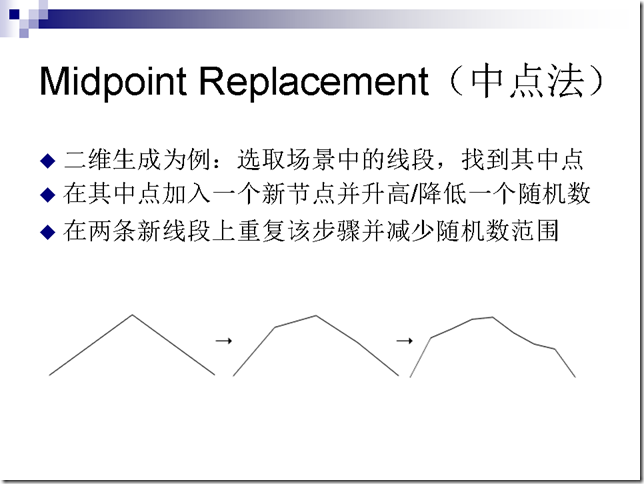 Midpoint Replacement（中点法）
◆ 二维生成为例：选取场景中的线段，找到其中点
◆ 在其中点加入一个新节点并升高/降低一个随机数
◆ 在两条新线段上重复该步骤并减少随机数范围